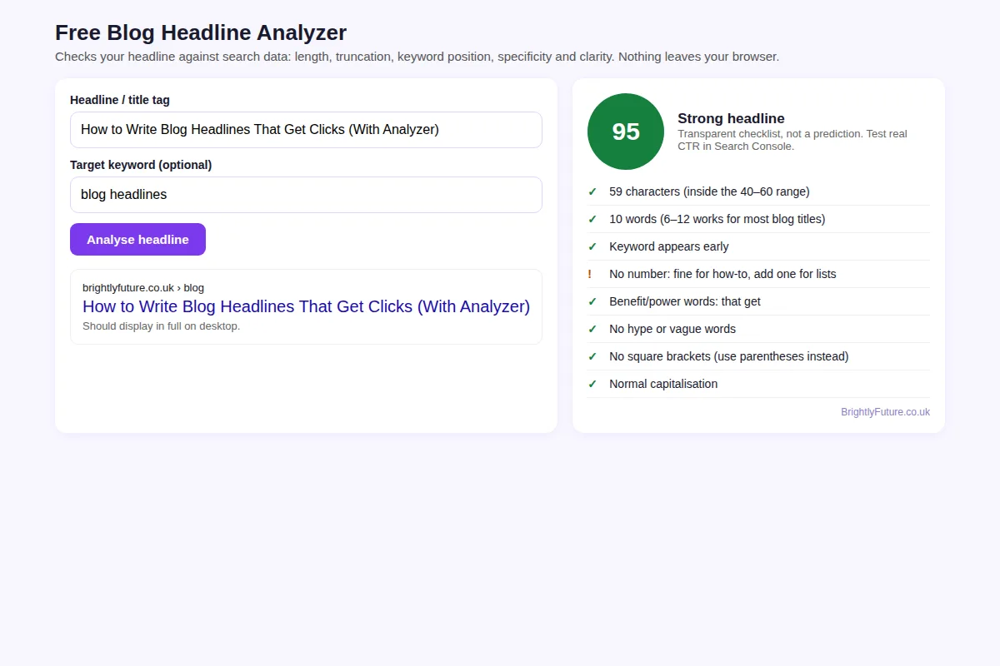 Free Blog Headline Analyzer
Checks your headline against search data: length, truncation, keyword position, specificity and clarity. Nothing leaves your browser.
Headline / title tag
How to Write Blog Headlines That Get Clicks (With Analyzer)
Target keyword (optional)
blog headlines
Analyse headline
brightlyfuture.co.uk › blog
How to Write Blog Headlines That Get Clicks (With Analyzer)
Should display in full on desktop.
95
Strong headline
Transparent checklist, not a prediction. Test real
CTR in Search Console.
✓ 59 characters (inside the 40–60 range)
✓ 10 words (6–12 works for most blog titles)
✓ Keyword appears early
! No number: fine for how-to, add one for lists
✓ Benefit/power words: that get
✓ No hype or vague words
✓ No square brackets (use parentheses instead)
✓ Normal capitalisation
BrightlyFuture.co.uk